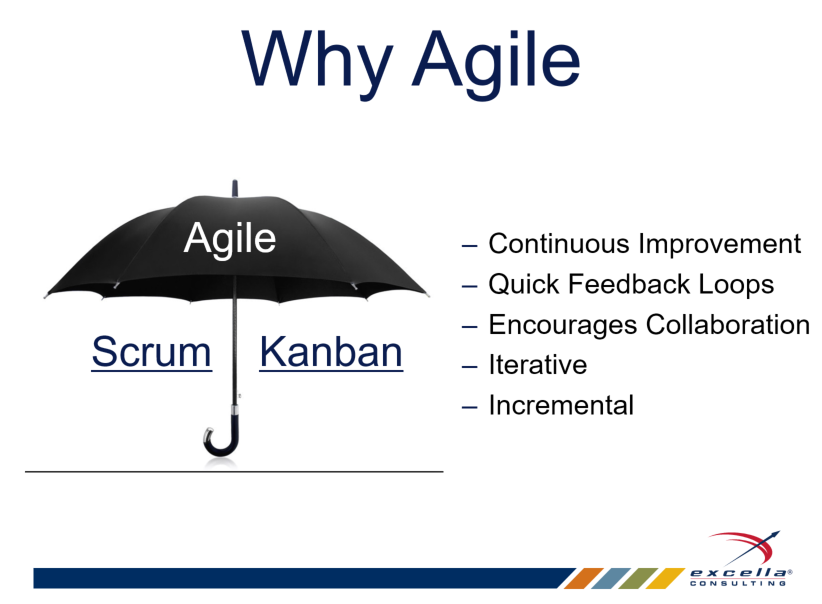 Why Agile
Agile
Scrum Kanban
– Continuous Improvement
– Quick Feedback Loops
– Encourages Collaboration
– Iterative
– Incremental
excella®
CONSULTING